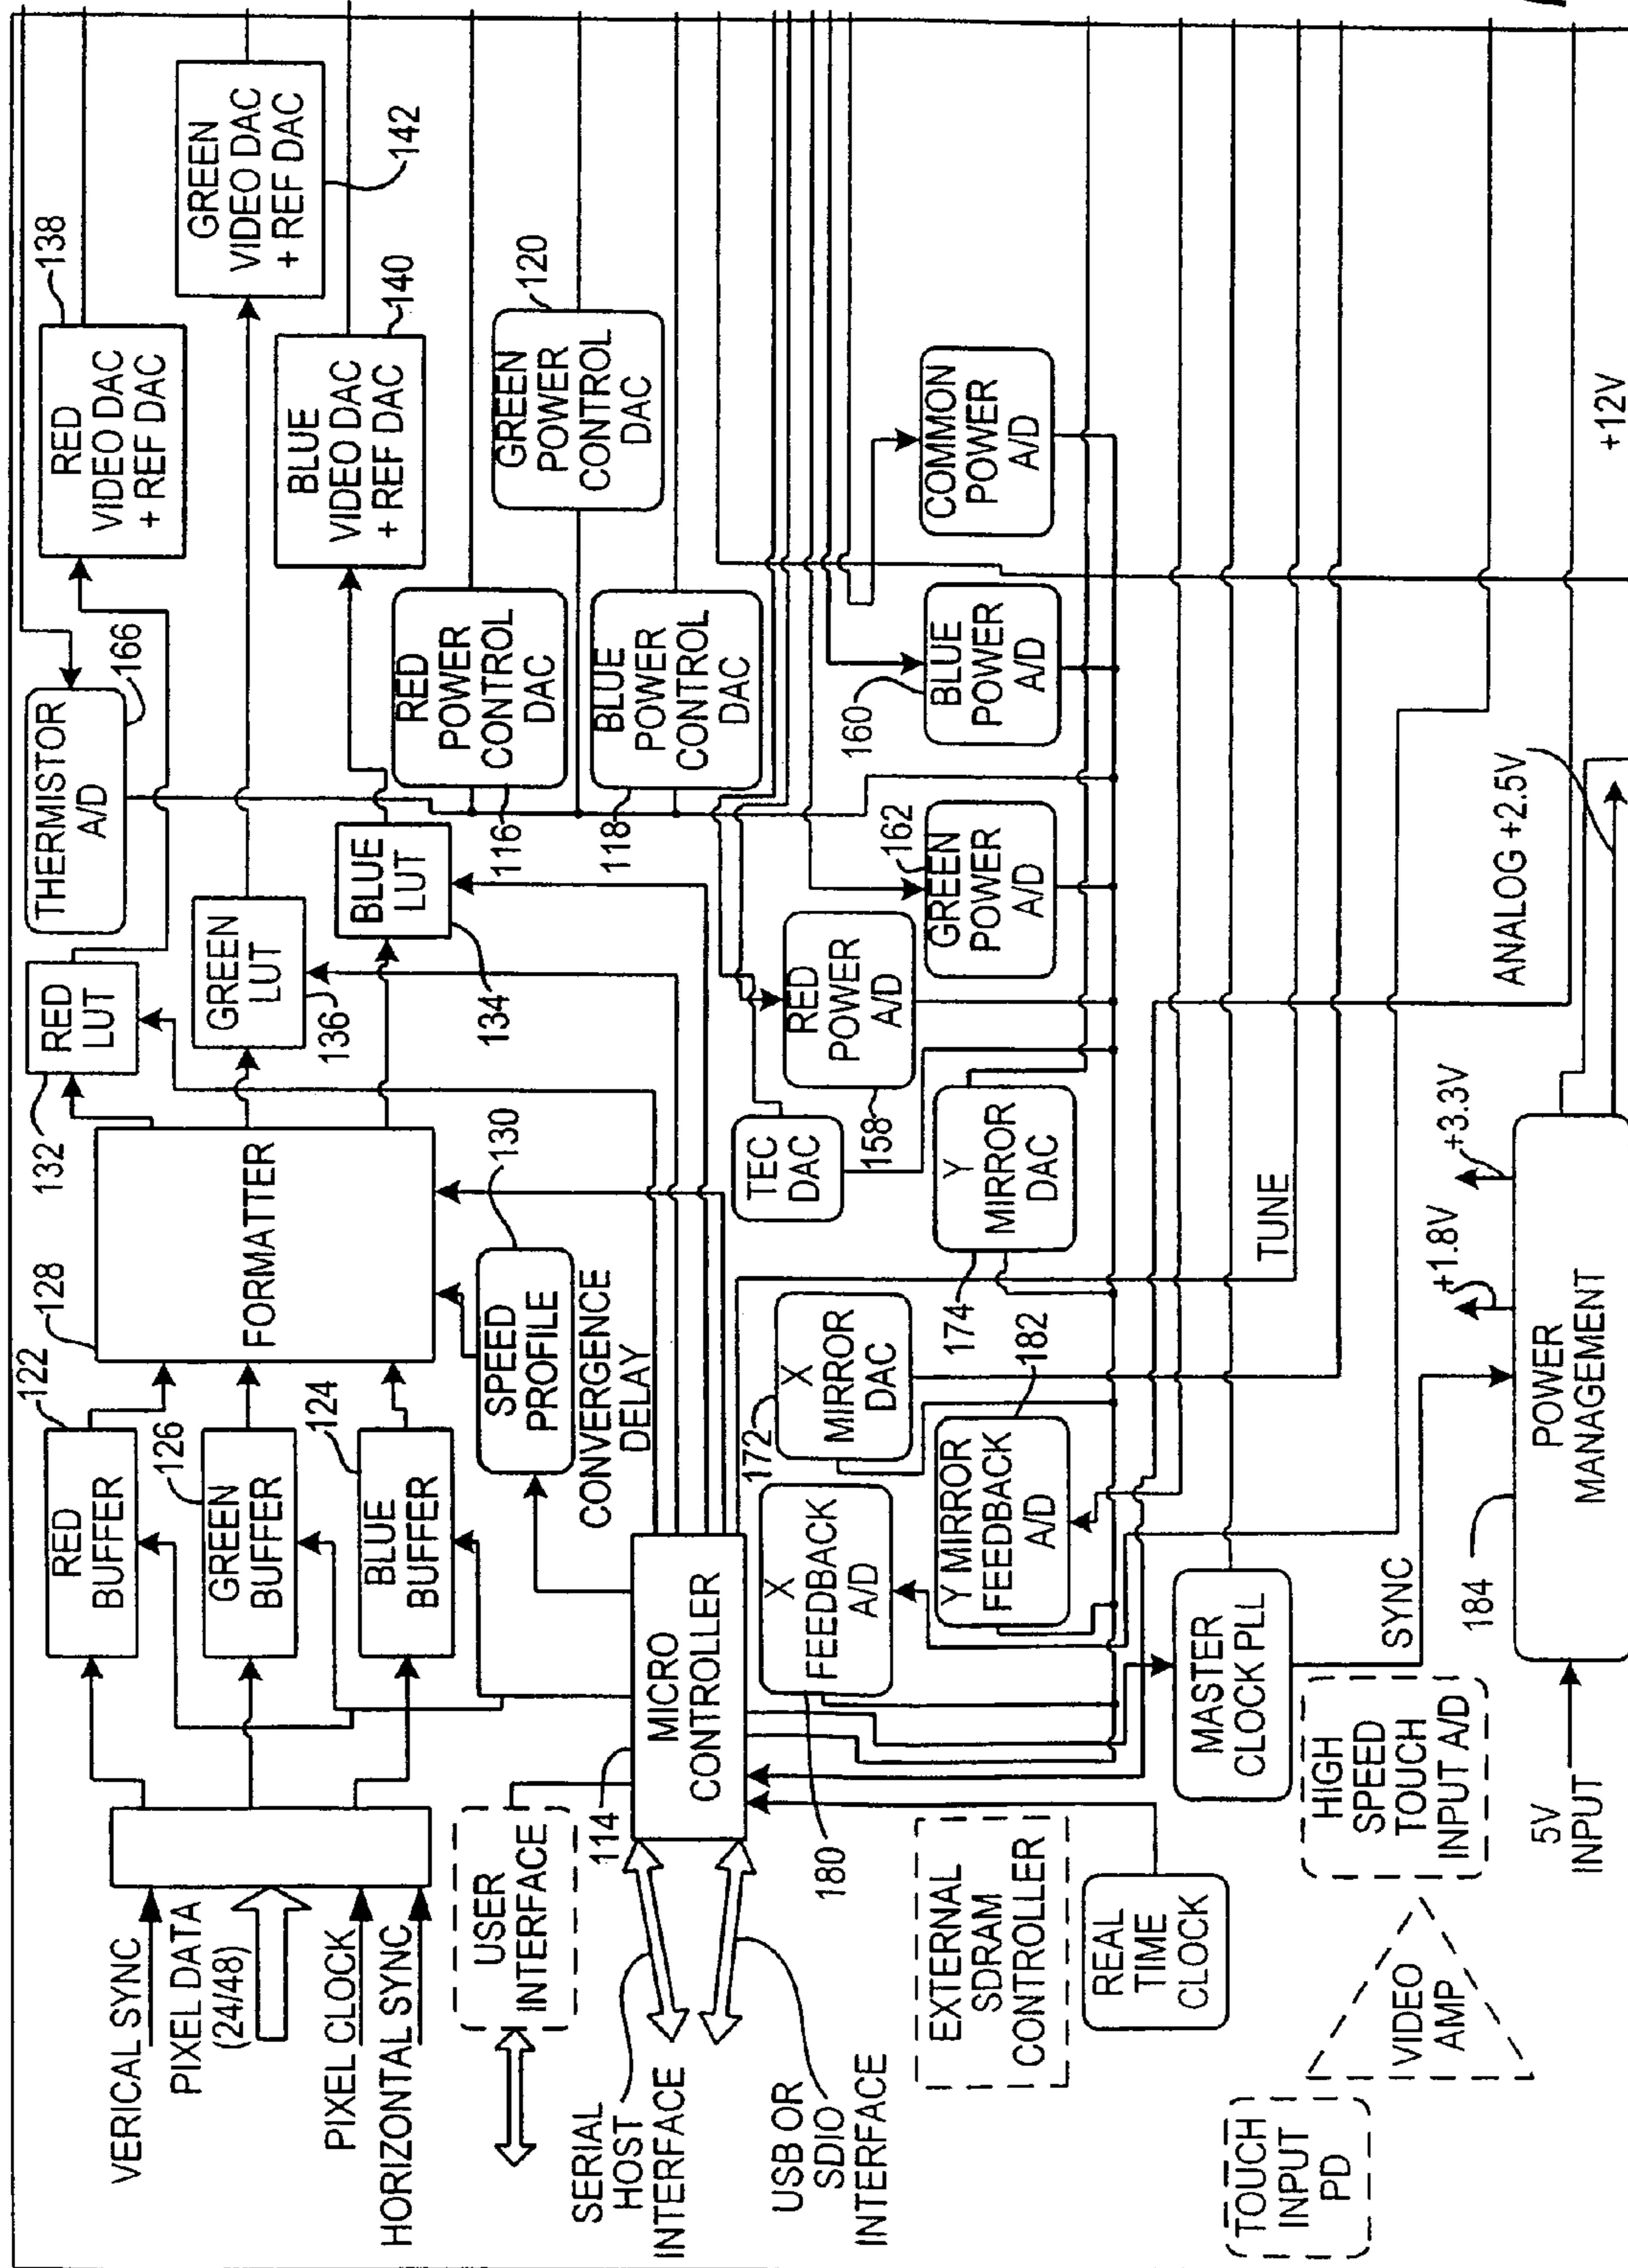 VERICAL SYNC
PIXEL DATA
(24/48)
PIXEL CLOCK
HORIZONTAL SYNC
RED
BUFFER
122
GREEN
BUFFER
126
BLUE
BUFFER
124
FORMATTER
128
SPEED
PROFILE
130
CONVERGENCE
DELAY
RED
LUT
132
GREEN
LUT
136
BLUE
LUT
134
THERMISTOR
A/D
166
RED
VIDEO DAC
+ REF DAC
138
GREEN
VIDEO DAC
+ REF DAC
142
BLUE
VIDEO DAC
+ REF DAC
140
RED
POWER
CONTROL
DAC
116
GREEN
POWER
CONTROL
DAC
120
BLUE
POWER
CONTROL
DAC
118
USER
INTERFACE
SERIAL
HOST
INTERFACE
USB OR
SDIO
INTERFACE
MICRO
CONTROLLER
114
TEC
DAC
RED
POWER
A/D
158
GREEN
POWER
A/D
162
BLUE
POWER
A/D
160
COMMON
POWER
A/D
X
MIRROR
DAC
172
Y
MIRROR
DAC
174
X
FEEDBACK
A/D
180
Y MIRROR
FEEDBACK
A/D
182
EXTERNAL
SDRAM
CONTROLLER
REAL
TIME
CLOCK
MASTER
CLOCK PLL
TUNE
SYNC
HIGH
SPEED
TOUCH
INPUT A/D
TOUCH
INPUT
PD
VIDEO
AMP
5V
INPUT
184
POWER
MANAGEMENT
+1.8V
+3.3V
ANALOG +2.5V
+12V